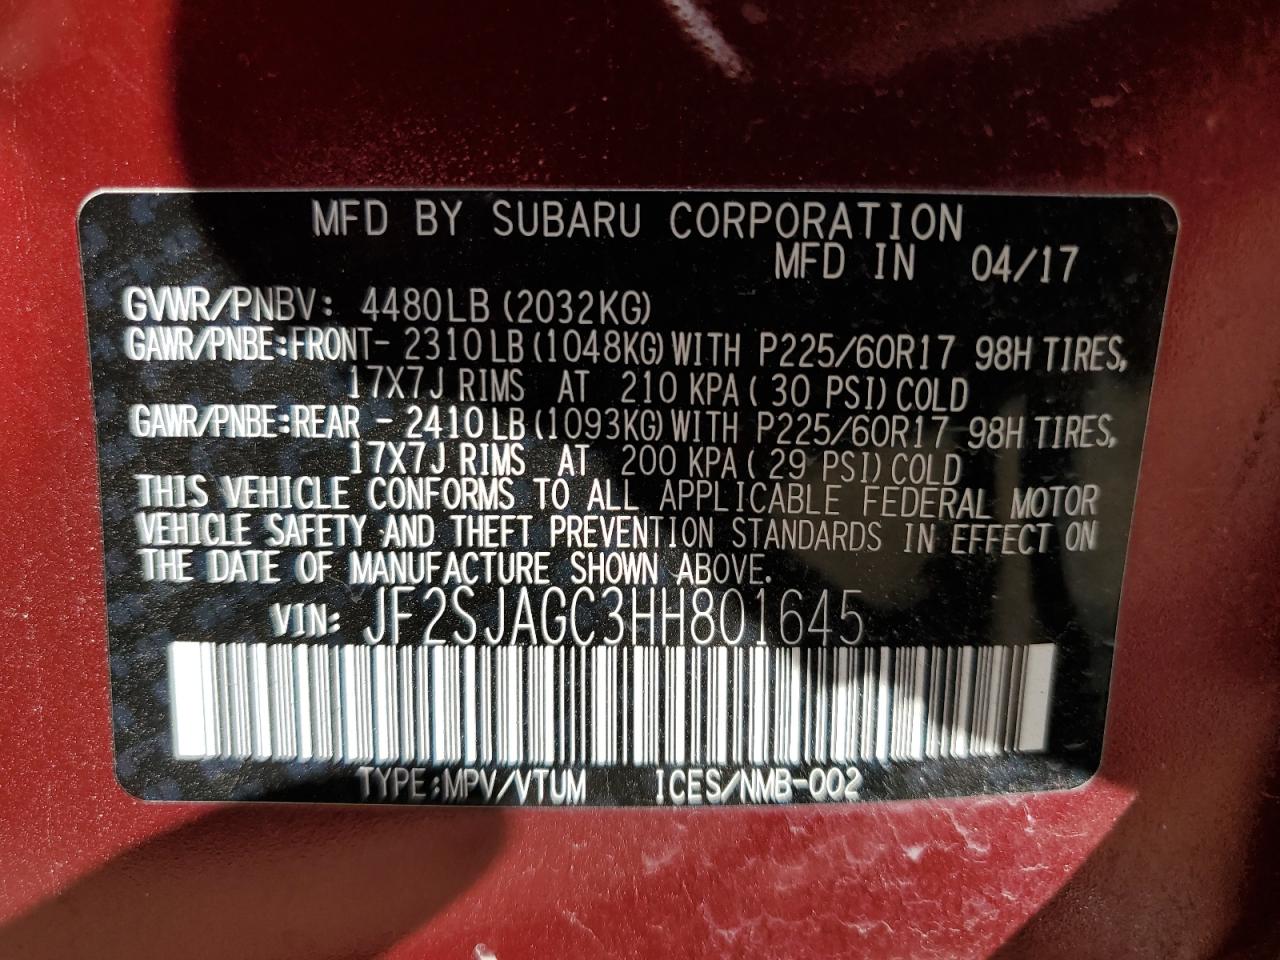 MFD BY SUBARU CORPORATION
MFD IN 04/17
GVWR/PNBV: 4480LB (2032KG)
GAWR/PNBE:FRONT- 2310 LB (1048KG) WITH P225/60R17 98H TIRES,
17X7J RIMS AT 210 KPA ( 30 PSI) COLD
GAWR/PNBE:REAR - 2410 LB (1093KG) WITH P225/60R17 98H TIRES,
17X7J RIMS AT 200 KPA ( 29 PSI) COLD
THIS VEHICLE CONFORMS TO ALL APPLICABLE FEDERAL MOTOR
VEHICLE SAFETY AND THEFT PREVENTION STANDARDS IN EFFECT ON
THE DATE OF MANUFACTURE SHOWN ABOVE.
VIN: JF2SJAGC3HH801645
TYPE:MPV/VTUM ICES/NMB-002